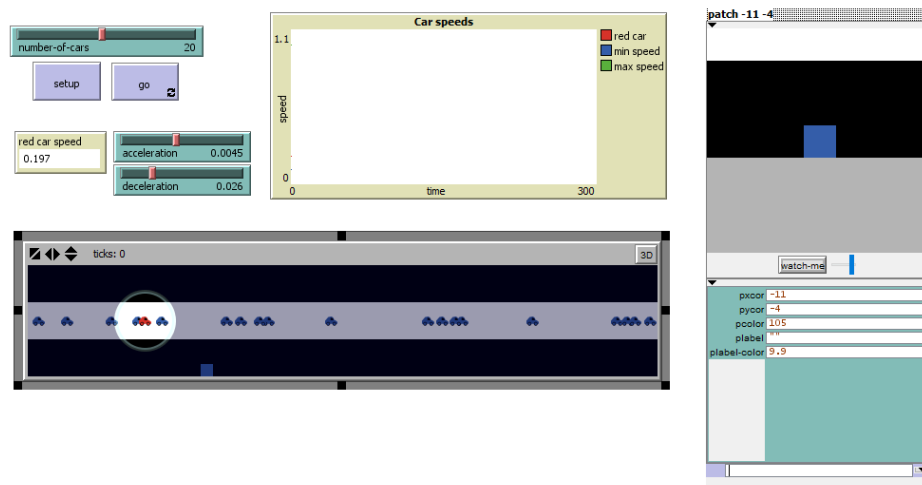 number-of-cars 20
setup
go
red car speed
0.197
acceleration 0.0045
deceleration 0.026
Car speeds
1.1
speed
0
0
time
300
red car
min speed
max speed
ticks: 0
3D
patch -11 -4
watch-me
pxcor -11
pycor -4
pcolor 105
plabel ""
plabel-color 9.9